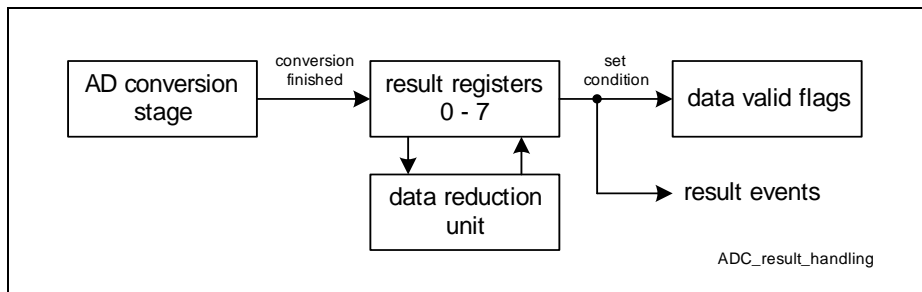 AD conversion
stage
conversion
finished
result registers
0 - 7
set
condition
data valid flags
data reduction
unit
result events
ADC_result_handling